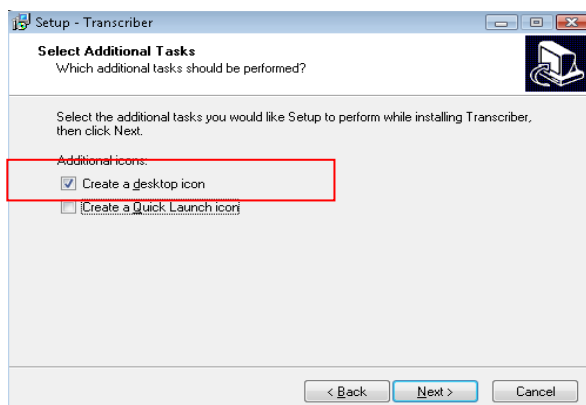 Setup - Transcriber
Select Additional Tasks
Which additional tasks should be performed?
Select the additional tasks you would like Setup to perform while installing Transcriber,
then click Next.
Additional icons:
Create a desktop icon
Create a Quick Launch icon
< Back Next > Cancel